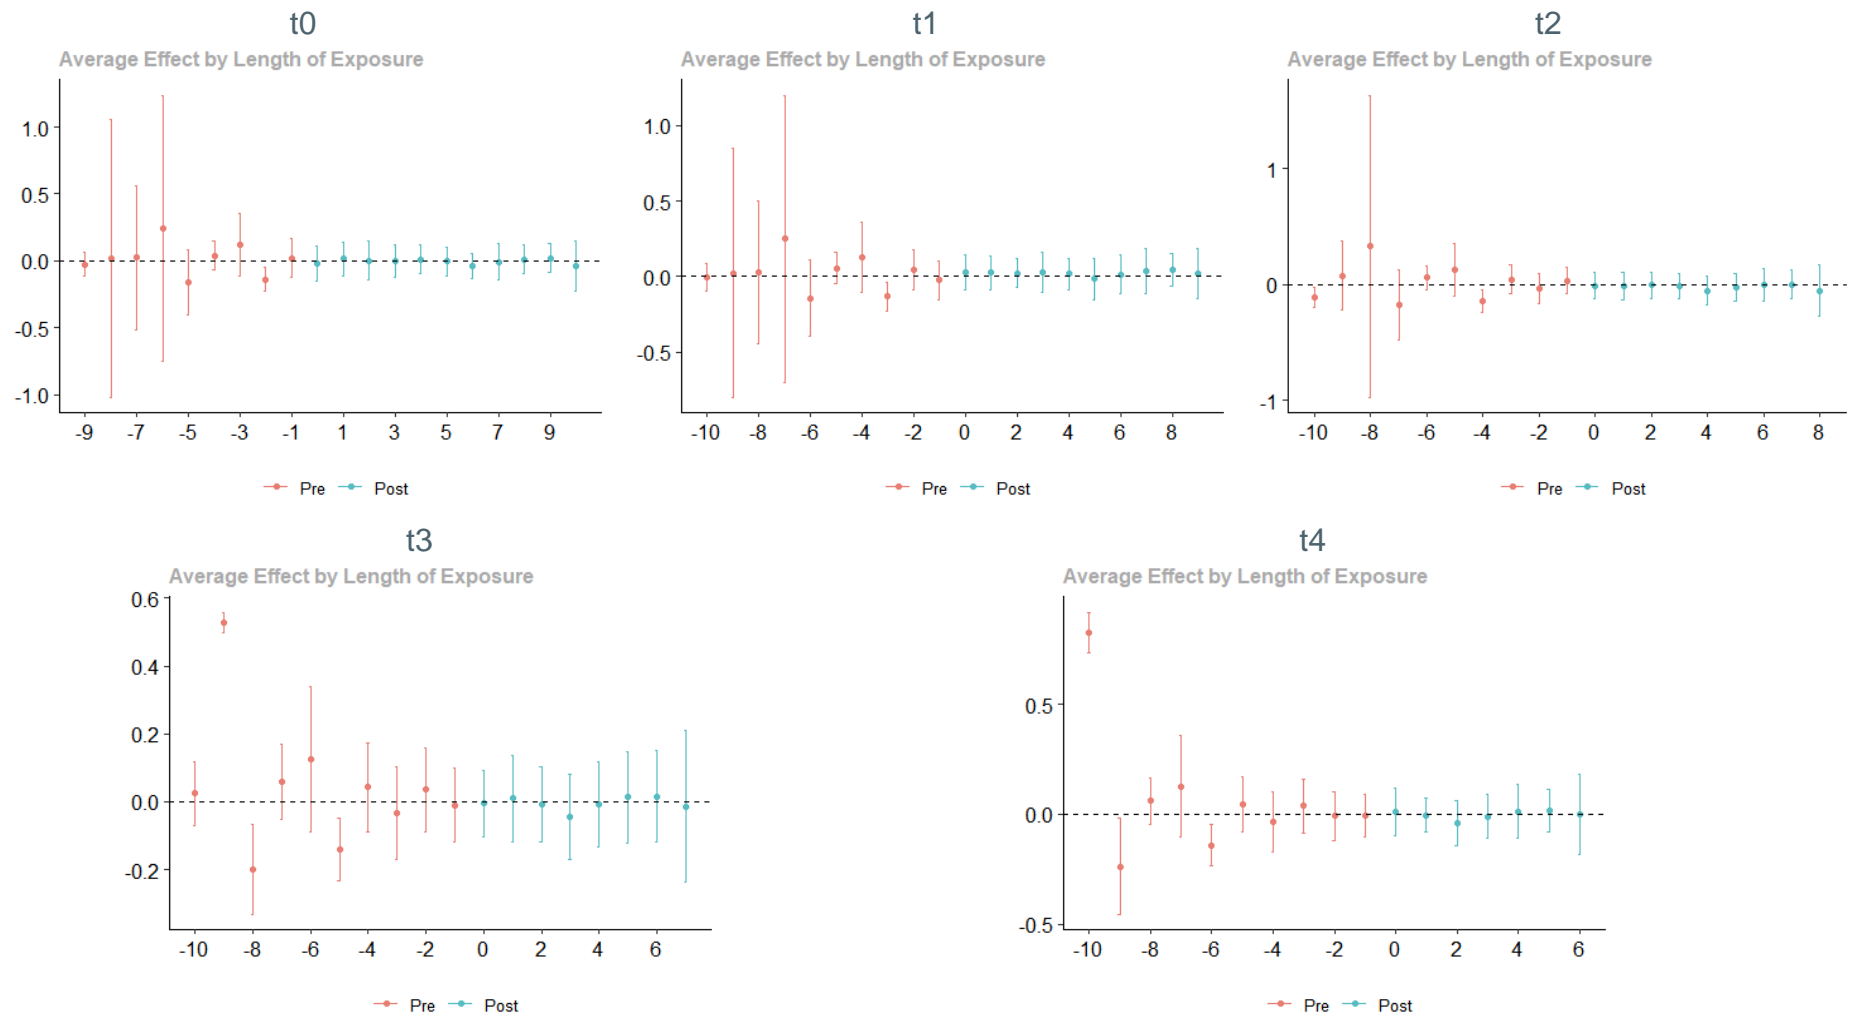 t0
Average Effect by Length of Exposure
1.0
0.5
0.0
-0.5
-1.0
-9 -7 -5 -3 -1 1 3 5 7 9
Pre Post
t1
Average Effect by Length of Exposure
1.0
0.5
0.0
-0.5
-10 -8 -6 -4 -2 0 2 4 6 8
Pre Post
t2
Average Effect by Length of Exposure
1
0
-1
-10 -8 -6 -4 -2 0 2 4 6 8
Pre Post
t3
Average Effect by Length of Exposure
0.6
0.4
0.2
0.0
-0.2
-10 -8 -6 -4 -2 0 2 4 6
Pre Post
t4
Average Effect by Length of Exposure
0.5
0.0
-0.5
-10 -8 -6 -4 -2 0 2 4 6
Pre Post